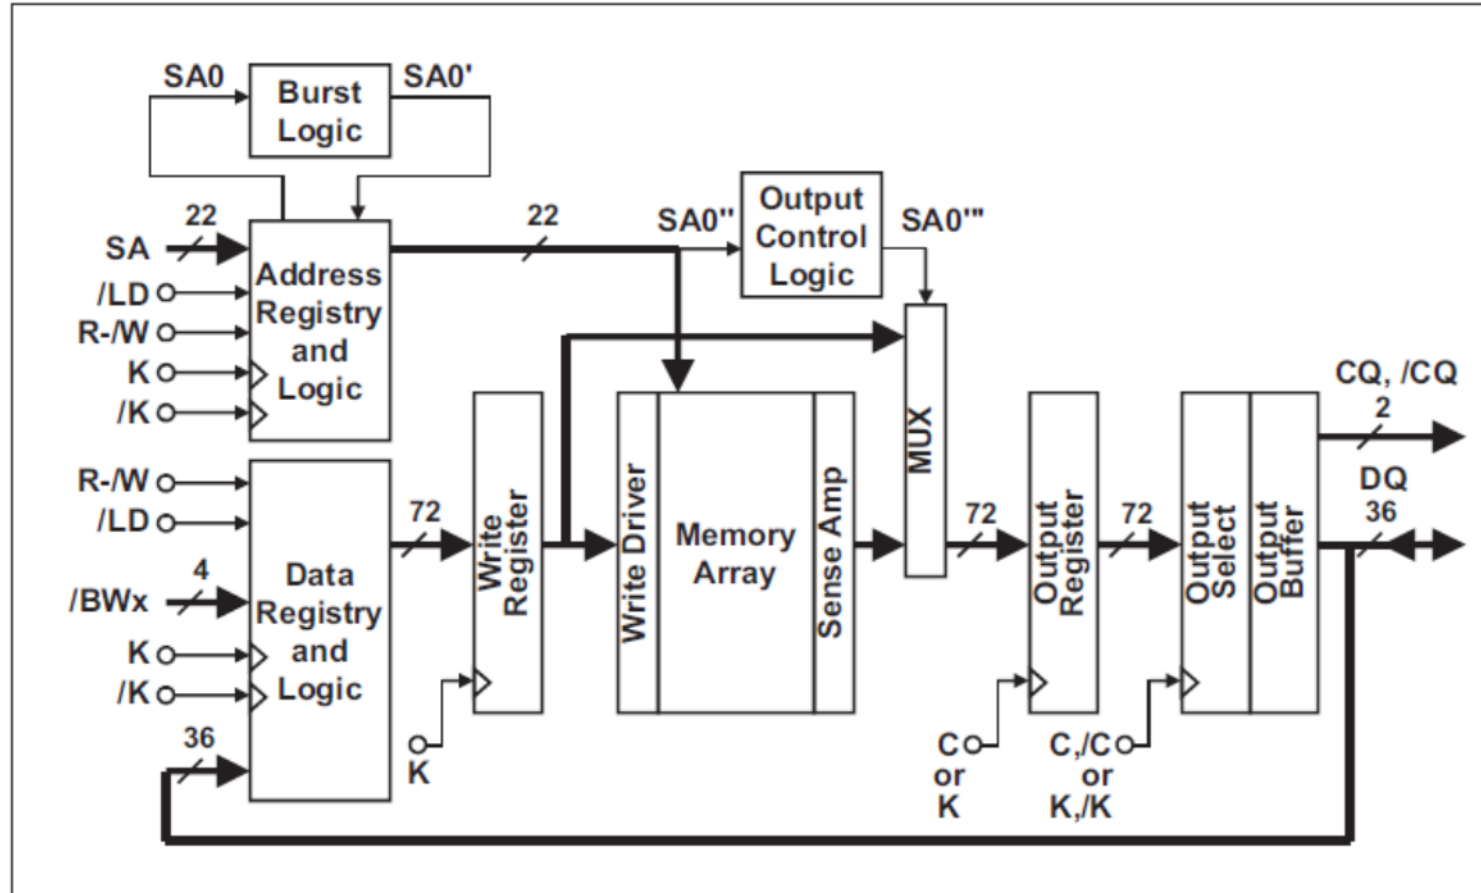 SA0
Burst
Logic
SA0'
22
SA
/LD
R-/W
K
/K
Address
Registry
and
Logic
22
SA0''
Output
Control
Logic
SA0'''
MUX
R-/W
/LD
4
/BWx
K
/K
36
Data
Registry
and
Logic
72
Write
Register
K
Write Driver
Memory
Array
Sense Amp
72
Output
Register
C
or
K
72
Output
Select
Output
Buffer
C,/C
or
K,/K
CQ, /CQ
2
DQ
36